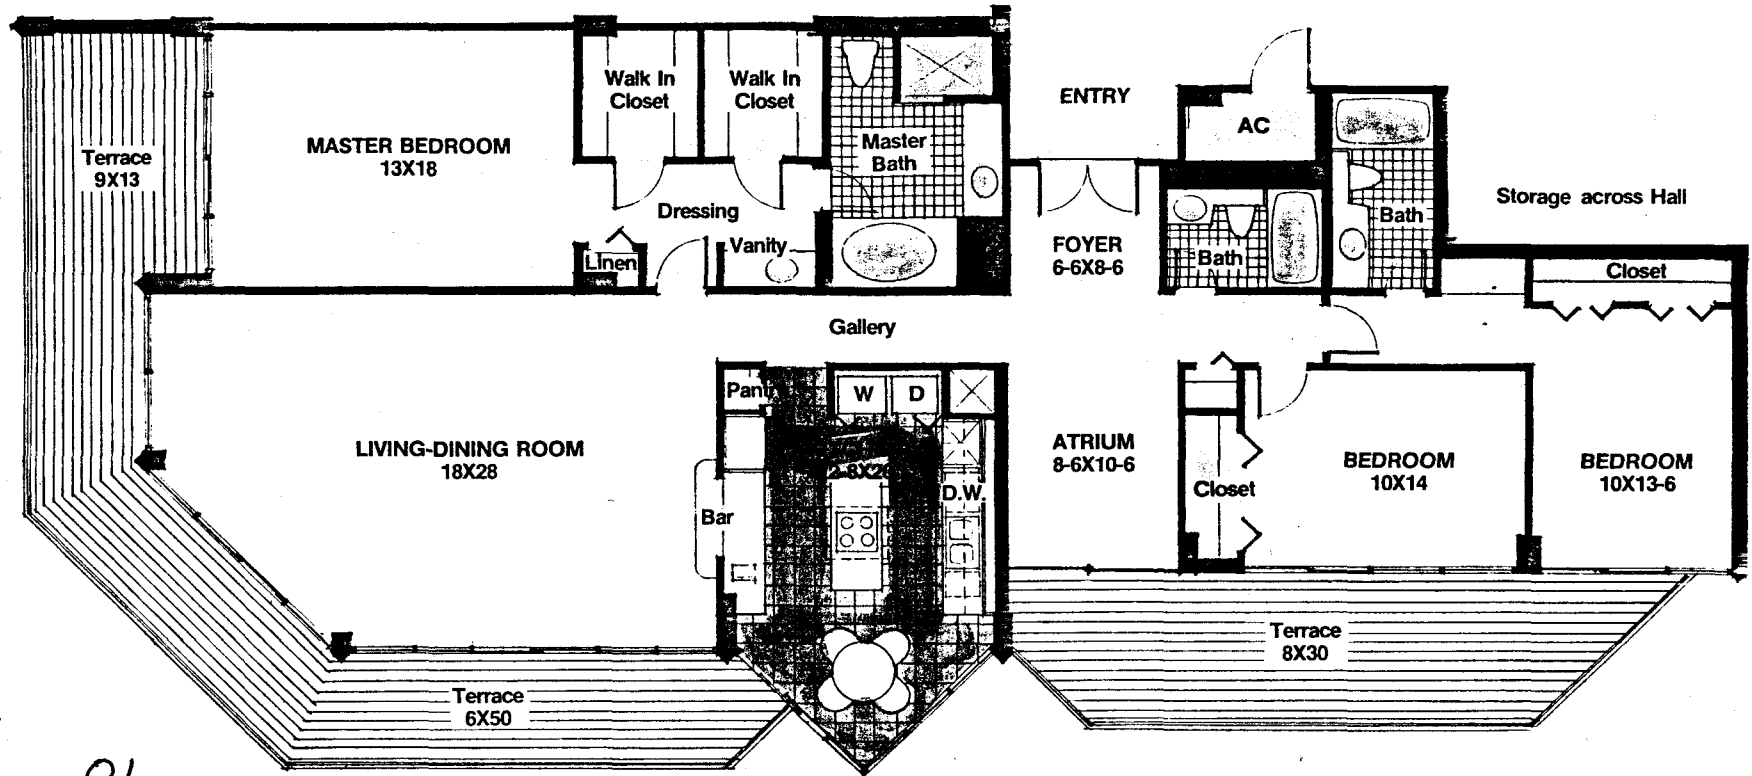 Walk In
Closet
Walk In
Closet
ENTRY
AC
MASTER BEDROOM
13X18
Master
Bath
Terrace
9X13
Storage across Hall
Dressing
Bath
Vanity
FOYER
6-6X8-6
Bath
Linen
Closet
Gallery
Pant
W
D
LIVING-DINING ROOM
18X28
ATRIUM
8-6X10-6
BEDROOM
10X14
BEDROOM
10X13-6
D.W.
Closet
Bar
Terrace
8X30
Terrace
6X50